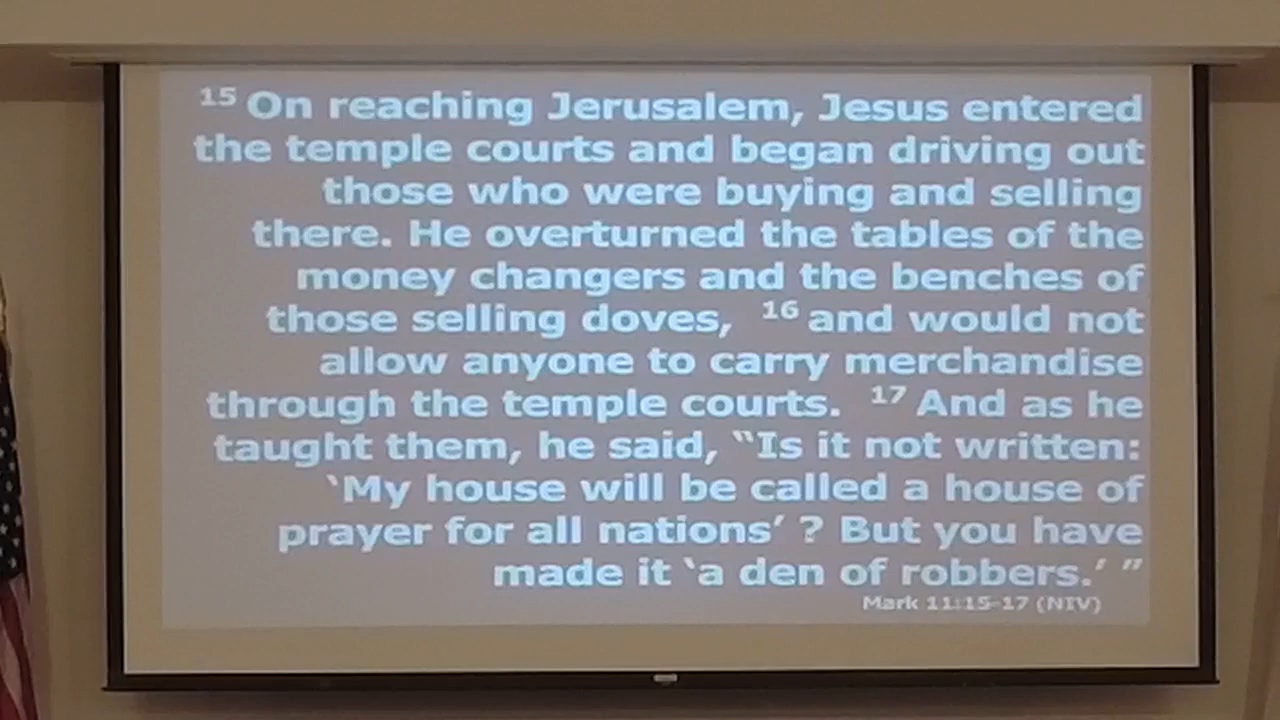 15 On reaching Jerusalem, Jesus entered
the temple courts and began driving out
those who were buying and selling
there. He overturned the tables of the
money changers and the benches of
those selling doves, 16 and would not
allow anyone to carry merchandise
through the temple courts. 17 And as he
taught them, he said, “Is it not written:
‘My house will be called a house of
prayer for all nations’ ? But you have
made it ‘a den of robbers.’ ”
Mark 11:15-17 (NIV)